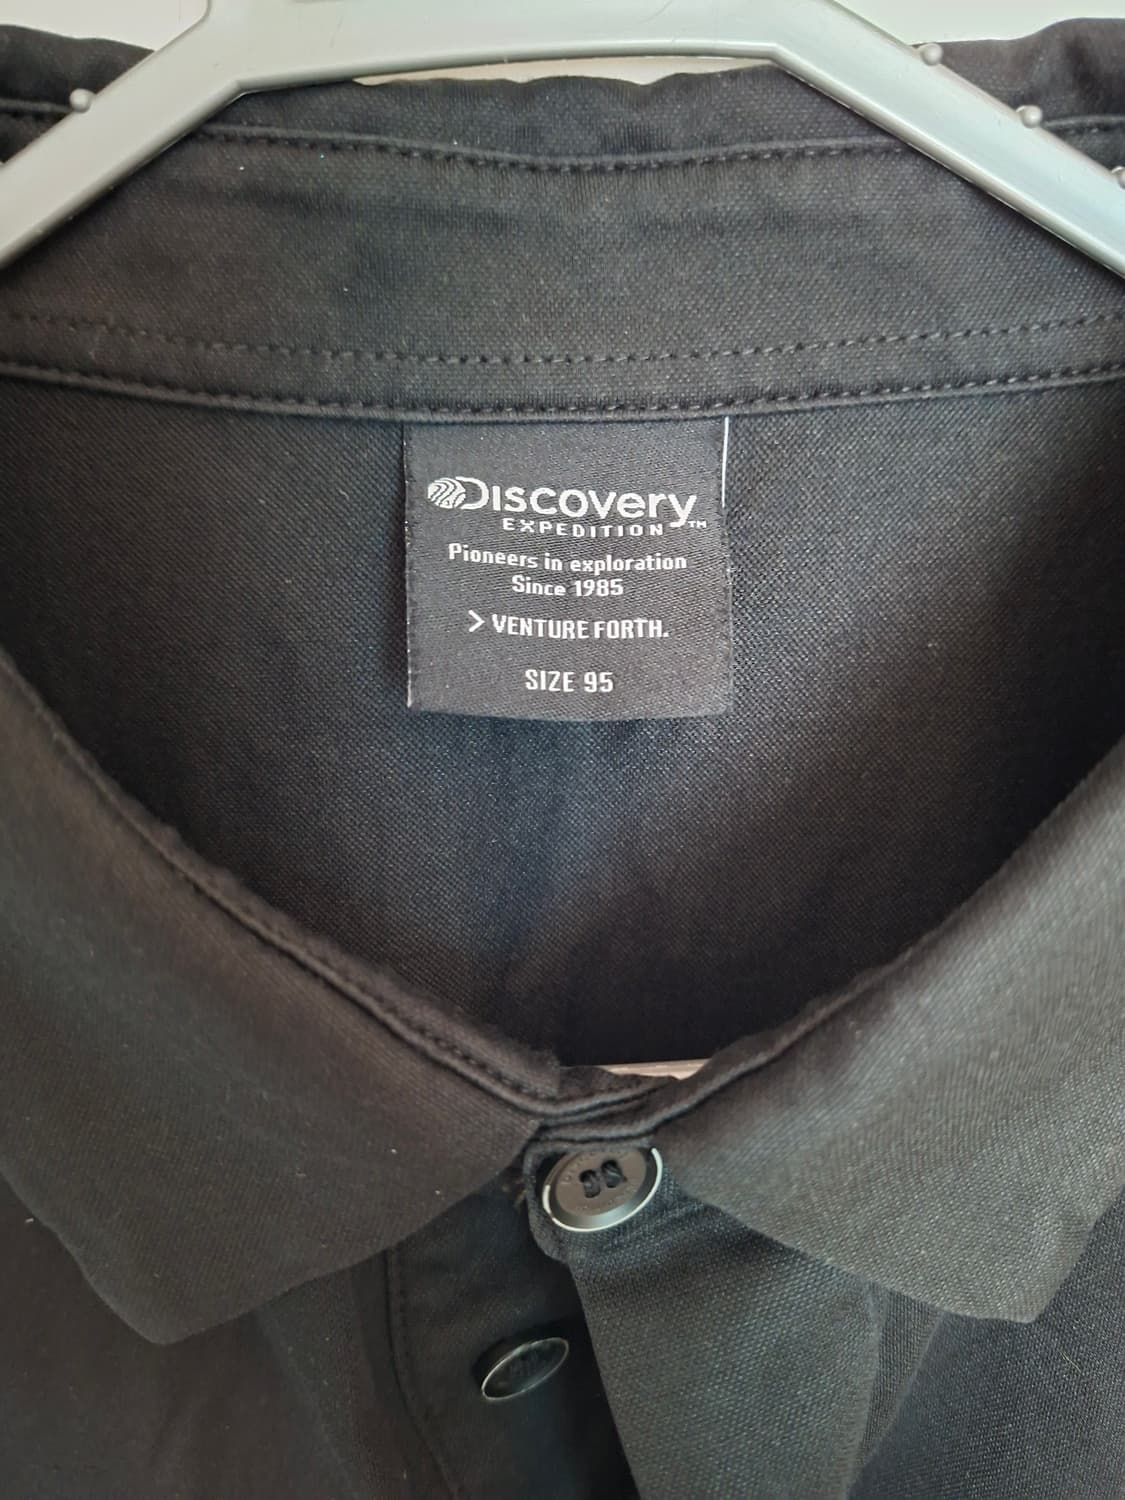 Discovery
EXPEDITION™
Pioneers in exploration
Since 1985
> VENTURE FORTH.
SIZE 95